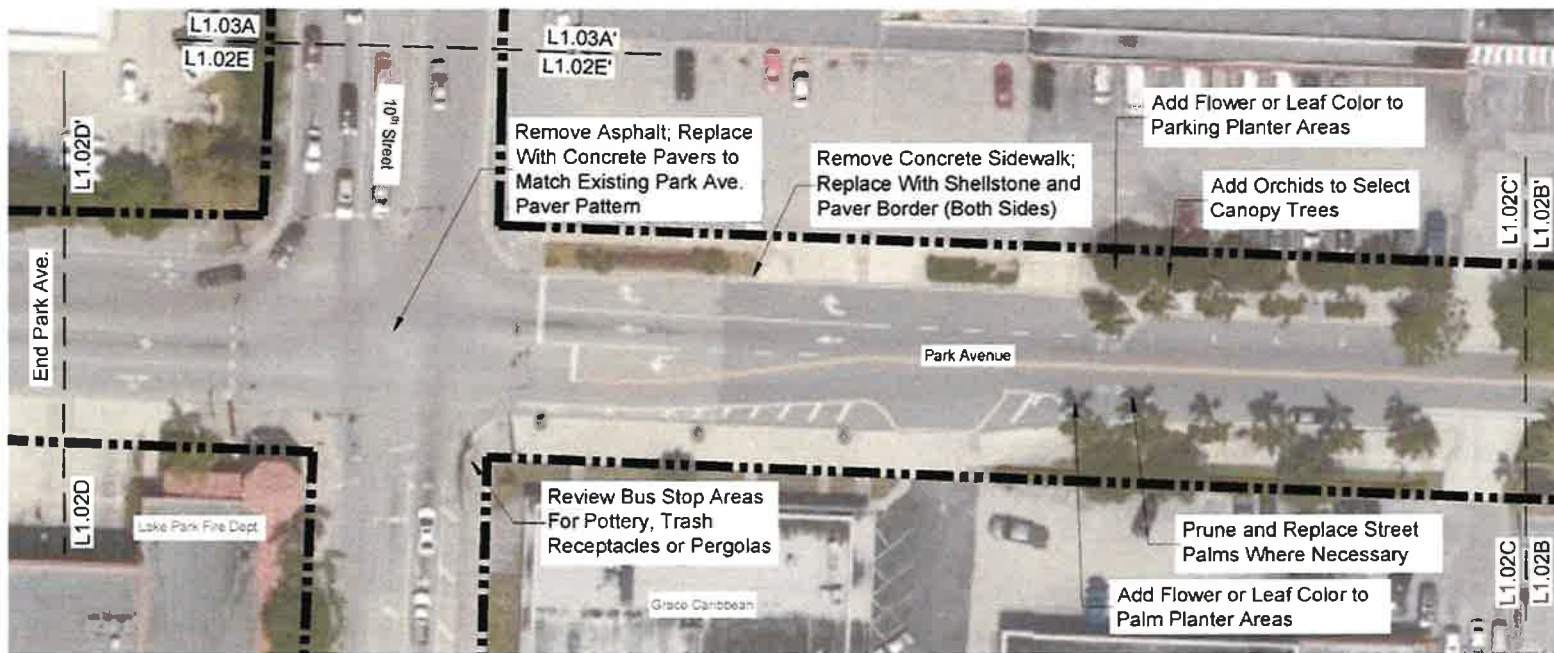 L1.03A
L1.02E
L1.03A'
L1.02E'
L1.02D'
10th Street
Remove Asphalt; Replace
With Concrete Pavers to
Match Existing Park Ave.
Paver Pattern
Remove Concrete Sidewalk;
Replace With Shellstone and
Paver Border (Both Sides)
Add Flower or Leaf Color to
Parking Planter Areas
Add Orchids to Select
Canopy Trees
L1.02C'
L1.02B'
End Park Ave.
Park Avenue
L1.02D
Lake Park Fire Dept
Review Bus Stop Areas
For Pottery, Trash
Receptacles or Pergolas
Grace Caribbean
Prune and Replace Street
Palms Where Necessary
Add Flower or Leaf Color to
Palm Planter Areas
L1.02C
L1.02B